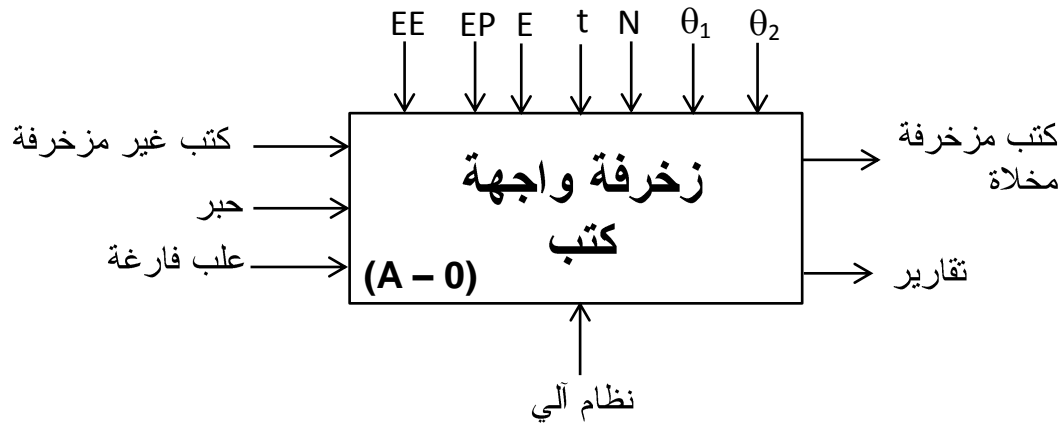 EE EP E t N θ₁ θ₂
كتب غير مزخرفة
حبر
علب فارغة
زخرفة واجهة
كتب
(A – 0)
كتب مزخرفة
مخلاة
تقارير
نظام آلي